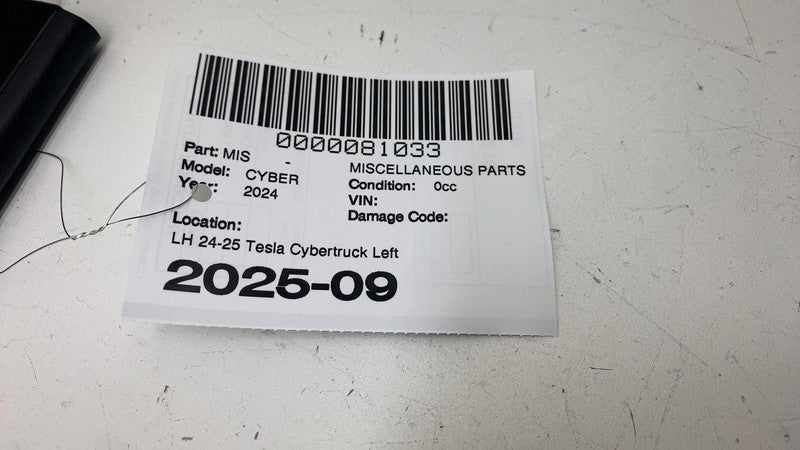 0000081033
Part: MIS - MISCELLANEOUS PARTS
Model: CYBER Condition: 0cc
Year: 2024 VIN:
Damage Code:
Location:
LH 24-25 Tesla Cybertruck Left
2025-09